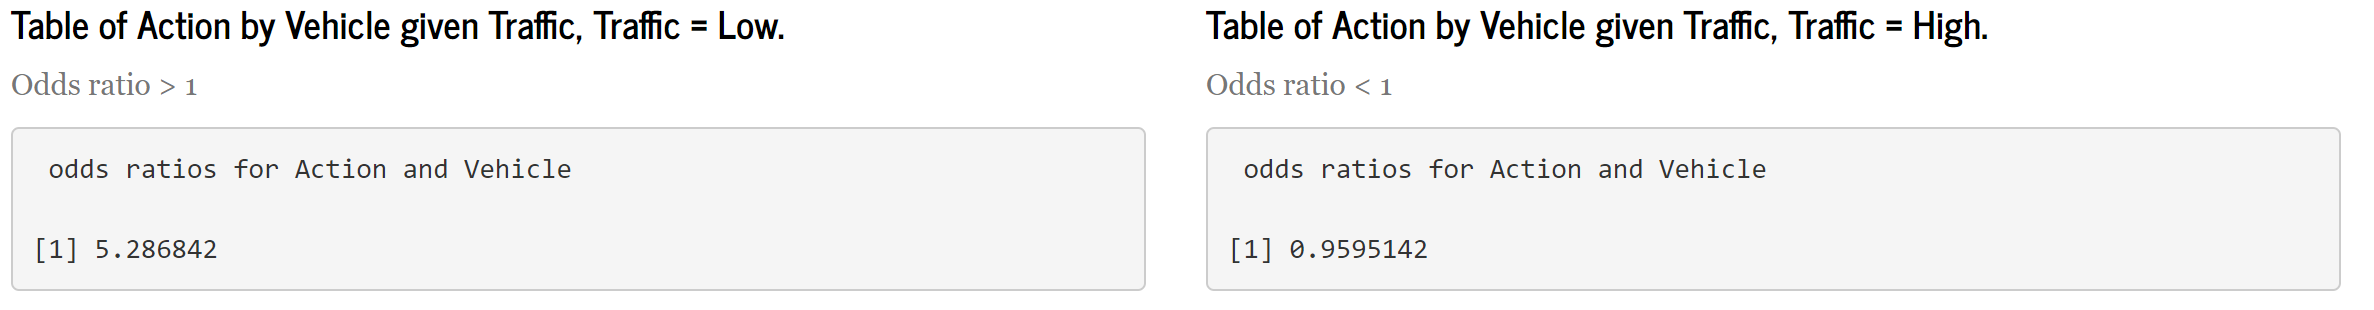 Table of Action by Vehicle given Traffic, Traffic = Low.
Odds ratio > 1
odds ratios for Action and Vehicle
[1] 5.286842
Table of Action by Vehicle given Traffic, Traffic = High.
Odds ratio < 1
odds ratios for Action and Vehicle
[1] 0.9595142